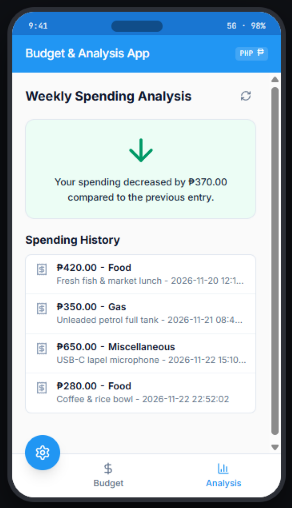 9:41
5G · 98%
Budget & Analysis App
PHP ₱
Weekly Spending Analysis
Your spending decreased by ₱370.00
compared to the previous entry.
Spending History
₱420.00 - Food
Fresh fish & market lunch - 2026-11-20 12:1...
₱350.00 - Gas
Unleaded petrol full tank - 2026-11-21 08:4...
₱650.00 - Miscellaneous
USB-C lapel microphone - 2026-11-22 15:10...
₱280.00 - Food
Coffee & rice bowl - 2026-11-22 22:52:02
Budget
Analysis